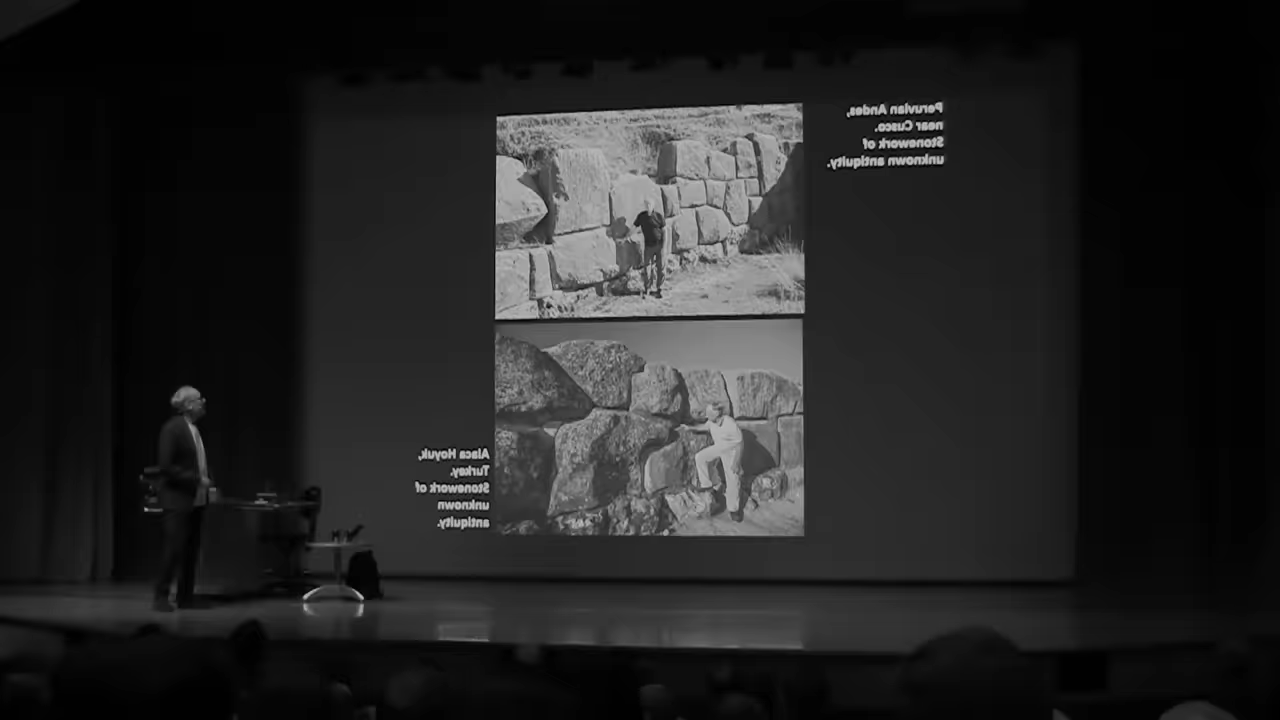 Peruvian Andes,
near Cusco.
Stonework of
unknown antiquity.
Alaca Hoyuk,
Turkey.
Stonework of
unknown
antiquity.